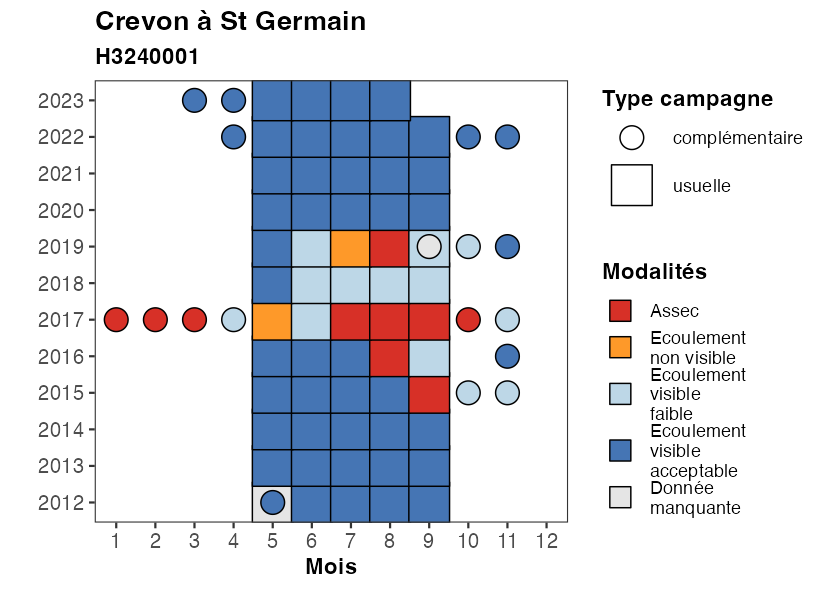 Crevon à St Germain
H3240001
2023
2022
2021
2020
2019
2018
2017
2016
2015
2014
2013
2012
1 2 3 4 5 6 7 8 9 10 11 12
Mois
Type campagne
complémentaire
usuelle
Modalités
Assec
Ecoulement
non visible
Ecoulement
visible
faible
Ecoulement
visible
acceptable
Donnée
manquante